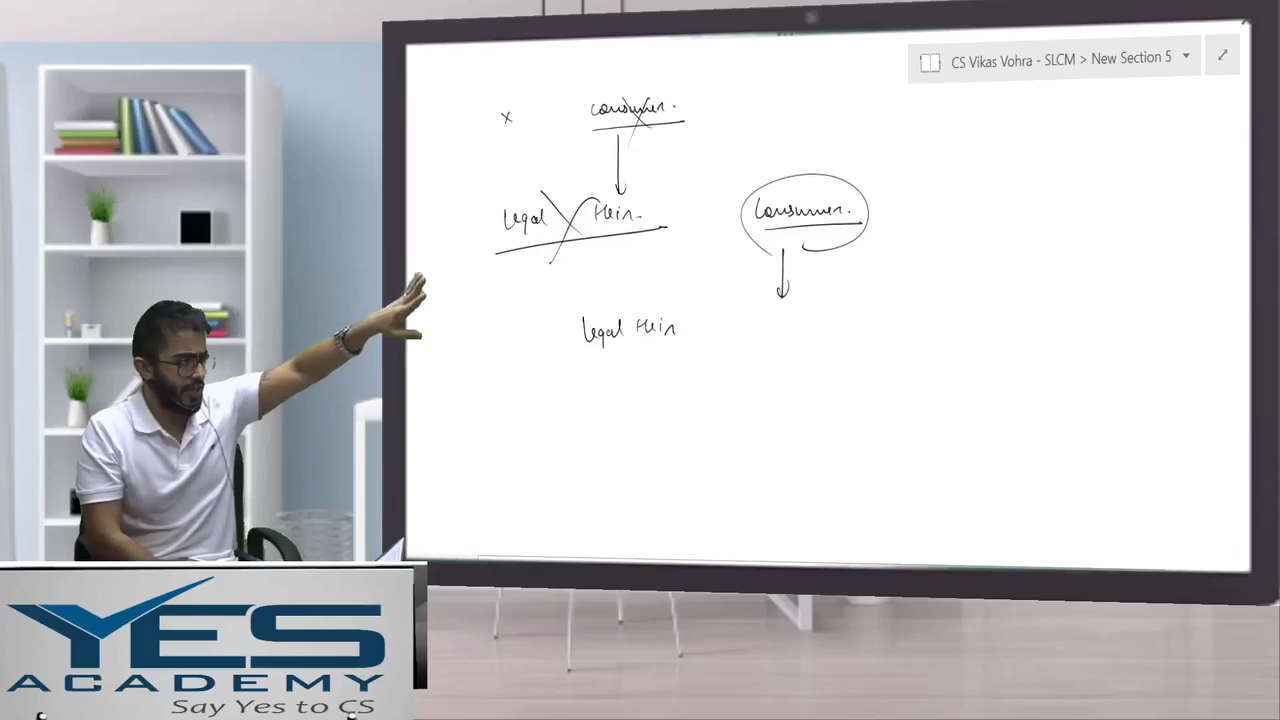 CS Vikas Vohra - SLCM > New Section 5
x consumer.
Legal Heir.
Consumer.
Legal Heir
YES
ACADEMY
Say Yes to CS